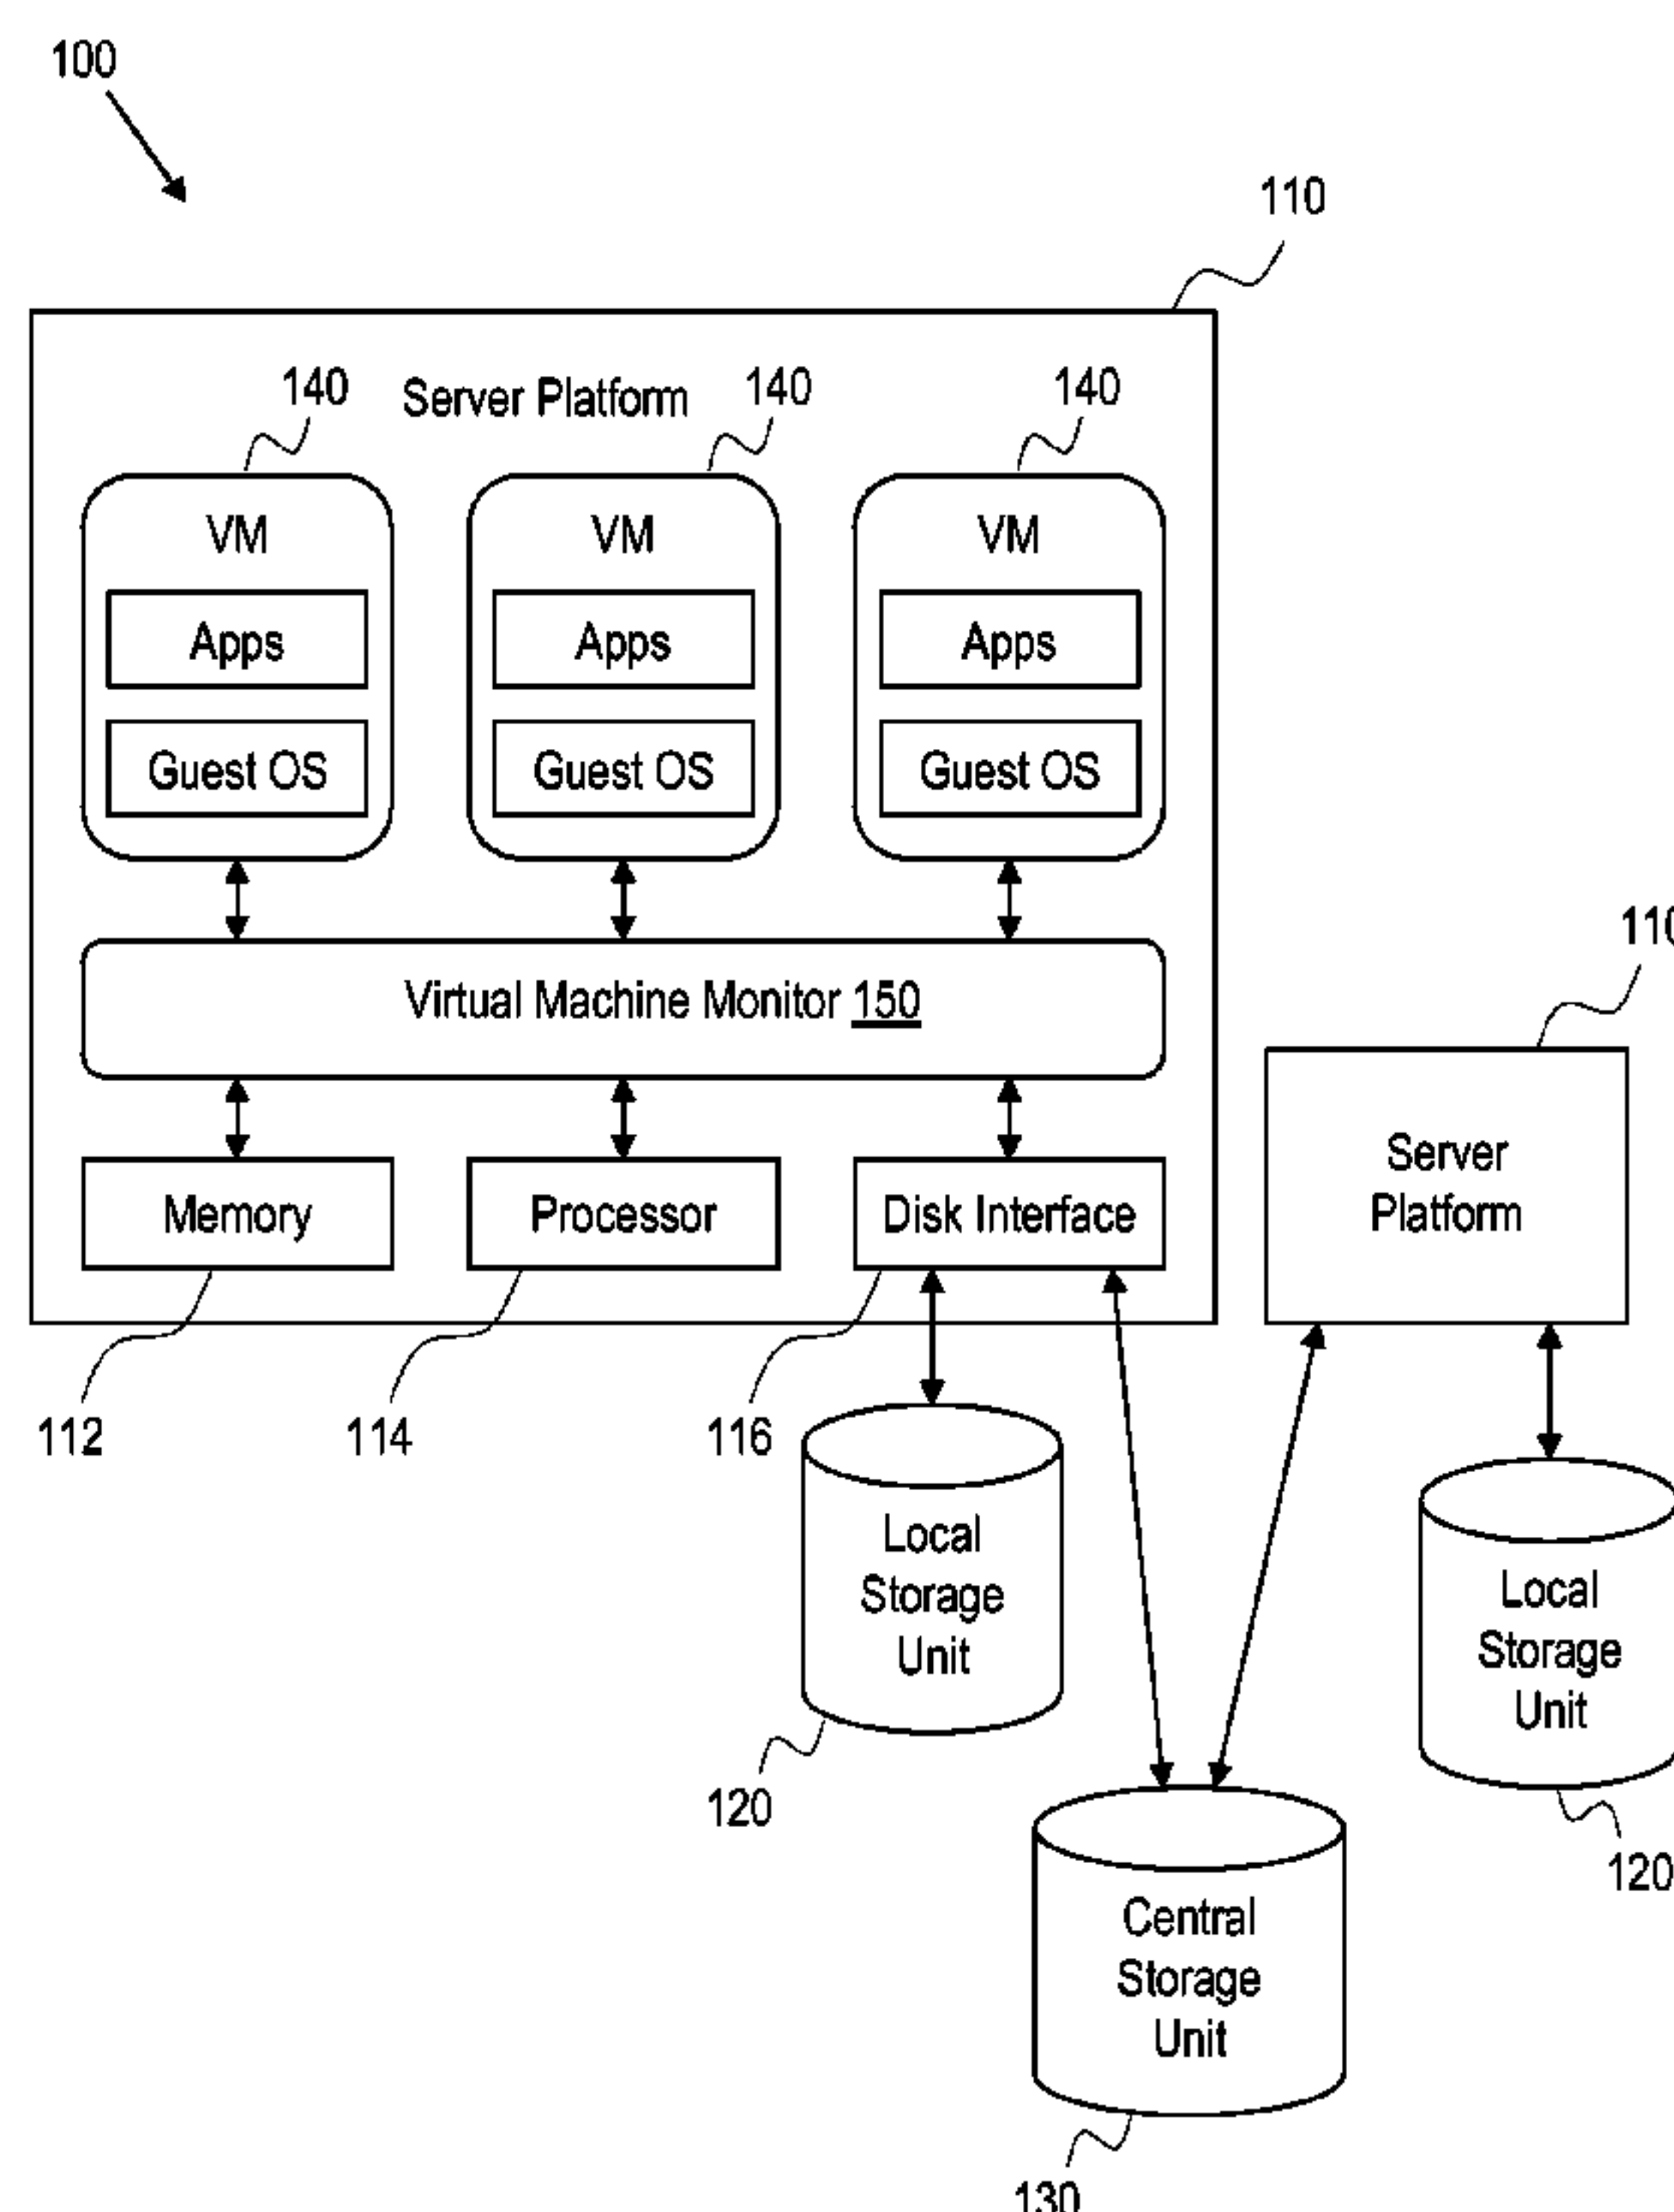 100
110
Server Platform
140
140
140
VM
VM
VM
Apps
Apps
Apps
Guest OS
Guest OS
Guest OS
Virtual Machine Monitor 150
110
Memory
Processor
Disk Interface
Server
Platform
112
114
116
Local
Storage
Unit
Local
Storage
Unit
120
120
Central
Storage
Unit
130